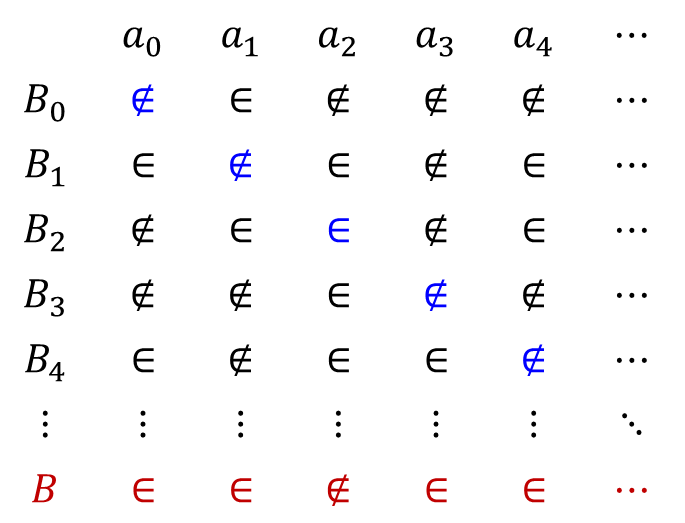 a₀ a₁ a₂ a₃ a₄ ⋯
B₀ ∉ ∈ ∉ ∉ ∉ ⋯
B₁ ∈ ∉ ∈ ∉ ∈ ⋯
B₂ ∉ ∈ ∈ ∉ ∈ ⋯
B₃ ∉ ∉ ∈ ∉ ∉ ⋯
B₄ ∈ ∉ ∈ ∈ ∉ ⋯
⋮ ⋮ ⋮ ⋮ ⋮ ⋮ ⋱
B ∈ ∈ ∉ ∈ ∈ ⋯